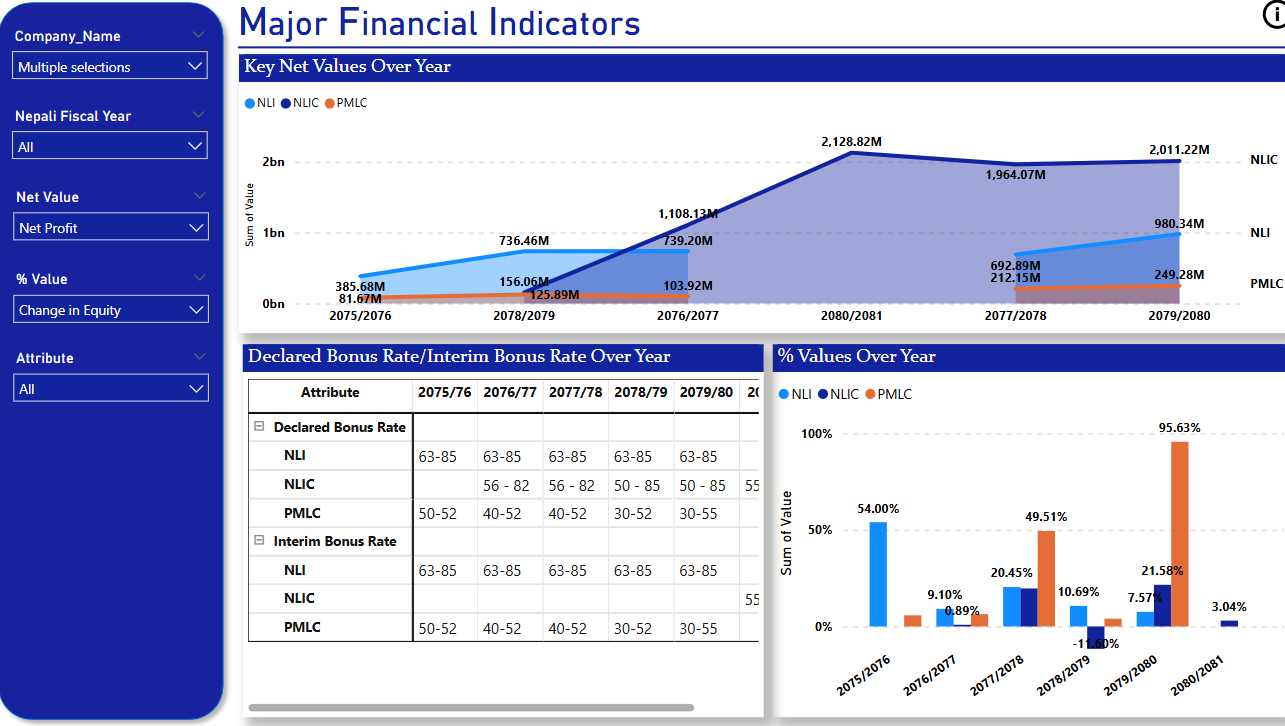 Major Financial Indicators
Company_Name
Multiple selections
Nepali Fiscal Year
All
Net Value
Net Profit
% Value
Change in Equity
Attribute
All
Key Net Values Over Year
NLI NLIC PMLC
Sum of Value
2bn
1bn
0bn
385.68M
81.67M
736.46M
156.06M
125.89M
1,108.13M
739.20M
103.92M
2,128.82M
1,964.07M
692.89M
212.15M
2,011.22M
980.34M
249.28M
NLIC
NLI
PMLC
2075/2076 2078/2079 2076/2077 2080/2081 2077/2078 2079/2080
Declared Bonus Rate/Interim Bonus Rate Over Year
Attribute 2075/76 2076/77 2077/78 2078/79 2079/80 20
Declared Bonus Rate
NLI 63-85 63-85 63-85 63-85 63-85
NLIC 56 - 82 56 - 82 50 - 85 50 - 85 55
PMLC 50-52 40-52 40-52 30-52 30-55
Interim Bonus Rate
NLI 63-85 63-85 63-85 63-85 63-85
NLIC 55
PMLC 50-52 40-52 40-52 30-52 30-55
% Values Over Year
NLI NLIC PMLC
Sum of Value
100%
50%
0%
54.00%
9.10%
0.89%
20.45%
49.51%
10.69%
-11.60%
7.57%
21.58%
95.63%
3.04%
2075/2076 2076/2077 2077/2078 2078/2079 2079/2080 2080/2081